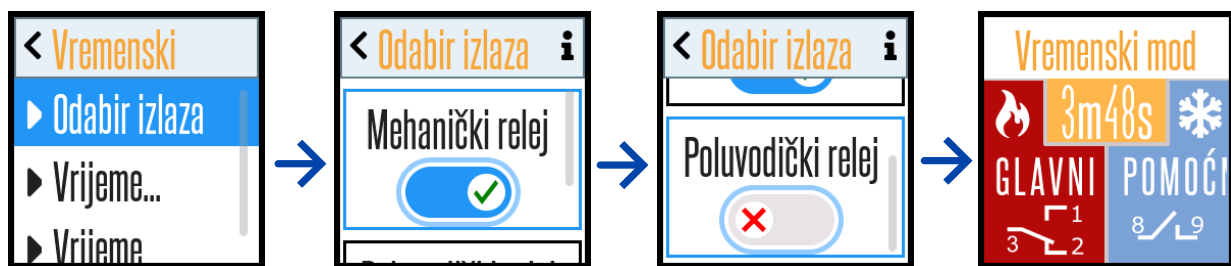 Vremenski
Odabir izlaza
Vrijeme...
Vrijeme
Odabir izlaza i
Mehanički relej
Odabir izlaza i
Poluvodički relej
Vremenski mod
3m48s
GLAVNI
1
3 2
POMOĆN
8 9